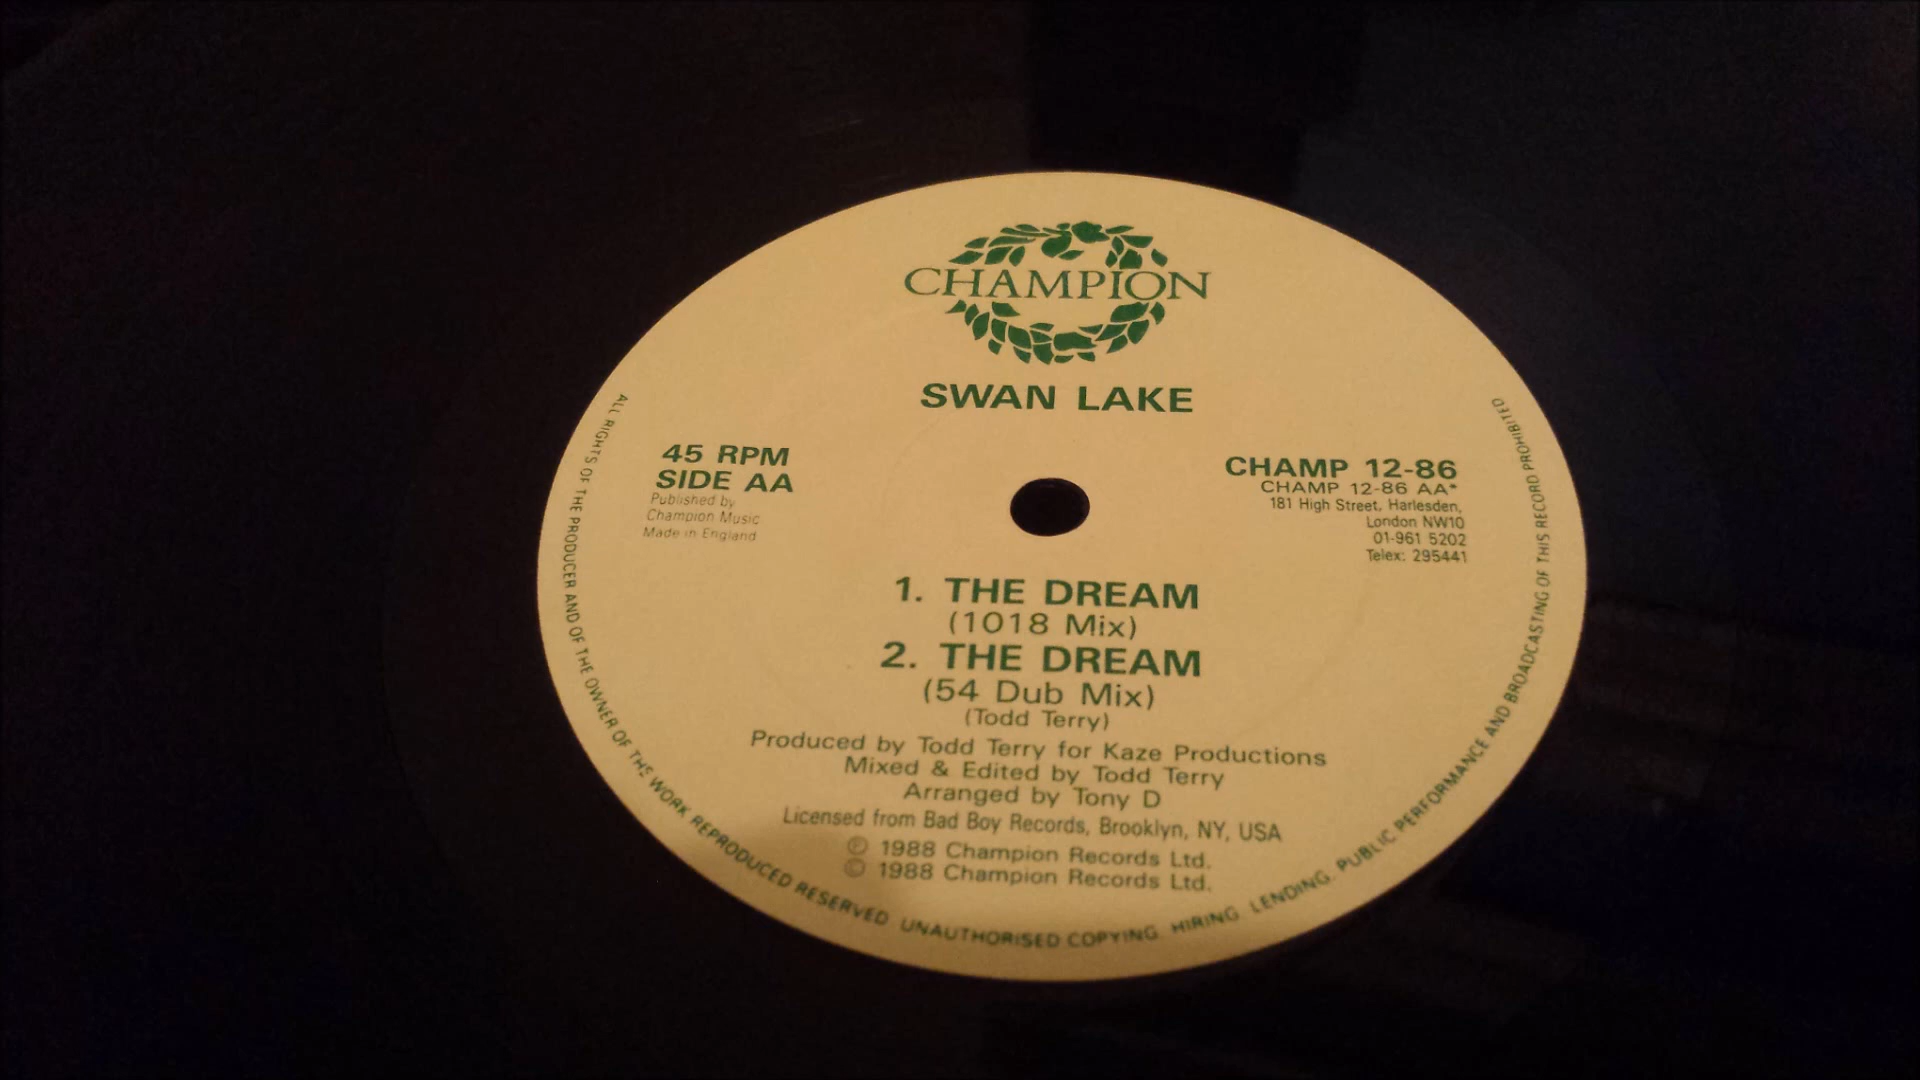 CHAMPION
SWAN LAKE
45 RPM
SIDE AA
Published by
Champion Music
Made in England
CHAMP 12-86
CHAMP 12-86 AA*
181 High Street, Harlesden,
London NW10
01-961 5202
Telex: 295441
1. THE DREAM
(1018 Mix)
2. THE DREAM
(54 Dub Mix)
(Todd Terry)
Produced by Todd Terry for Kaze Productions
Mixed & Edited by Todd Terry
Arranged by Tony D
Licensed from Bad Boy Records, Brooklyn, NY, USA
℗ 1988 Champion Records Ltd.
© 1988 Champion Records Ltd.
ALL RIGHTS OF THE PRODUCER AND OF THE OWNER OF THE WORK REPRODUCED RESERVED. UNAUTHORISED COPYING. HIRING. LENDING. PUBLIC PERFORMANCE AND BROADCASTING OF THIS RECORD PROHIBITED